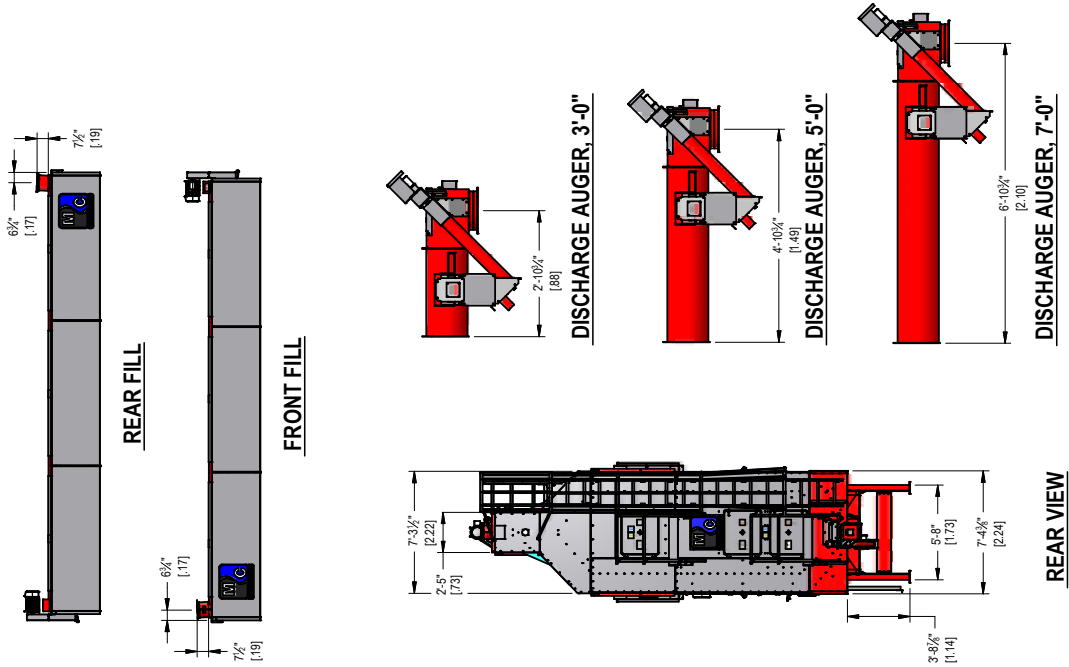 6¾"
[.17]
7½"
[.19]
M
C
REAR FILL
6¾"
[.17]
7½"
[.19]
M
C
FRONT FILL
2'-10¾"
[.88]
DISCHARGE AUGER, 3'-0"
4'-10¾"
[1.49]
DISCHARGE AUGER, 5'-0"
6'-10¾"
[2.10]
DISCHARGE AUGER, 7'-0"
7'-3½"
[2.22]
2'-5"
[.73]
M
C
5'-8"
[1.73]
7'-4⅜"
[2.24]
3'-8⅞"
[1.14]
REAR VIEW